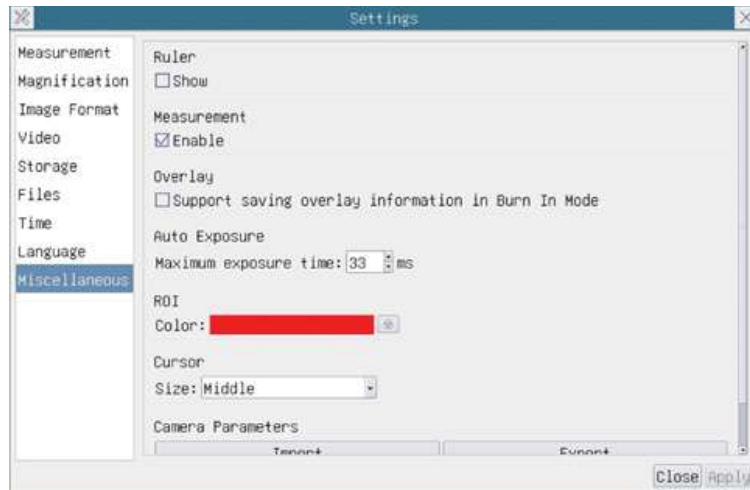 Settings
Measurement
Magnification
Image Format
Video
Storage
Files
Time
Language
Miscellaneous
Ruler
Show
Measurement
Enable
Overlay
Support saving overlay information in Burn In Mode
Auto Exposure
Maximum exposure time: 33 ms
ROI
Color:
Cursor
Size: Middle
Camera Parameters
Import Export
Close Apply